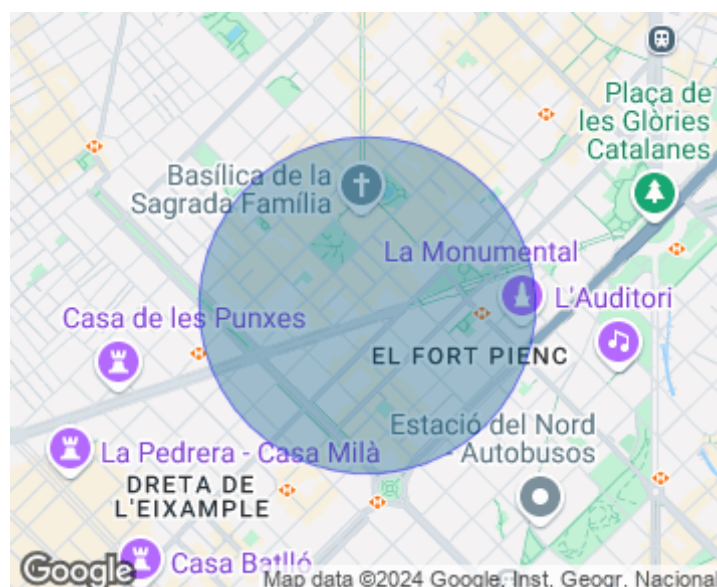 Plaça de
les Glòries
Catalanes
Basílica de la
Sagrada Família
La Monumental
L'Auditori
Casa de les Punxes
EL FORT PIENC
Estació del Nord
- Autobusos
La Pedrera - Casa Milà
DRETA DE
L'EIXAMPLE
Casa Batlló
Google
Map data ©2024 Google, Inst. Geogr. Nacional